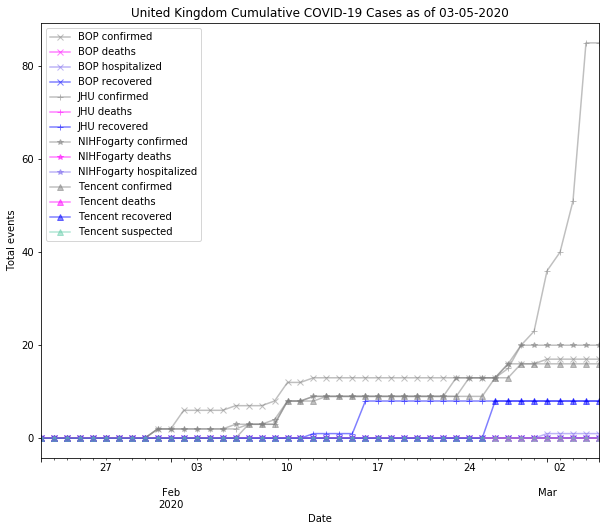 United Kingdom Cumulative COVID-19 Cases as of 03-05-2020
BOP confirmed
BOP deaths
BOP hospitalized
BOP recovered
JHU confirmed
JHU deaths
JHU recovered
NIHFogarty confirmed
NIHFogarty deaths
NIHFogarty hospitalized
Tencent confirmed
Tencent deaths
Tencent recovered
Tencent suspected
Total events
80
60
40
20
0
27 03 10 17 24 02
Feb Mar
2020
Date